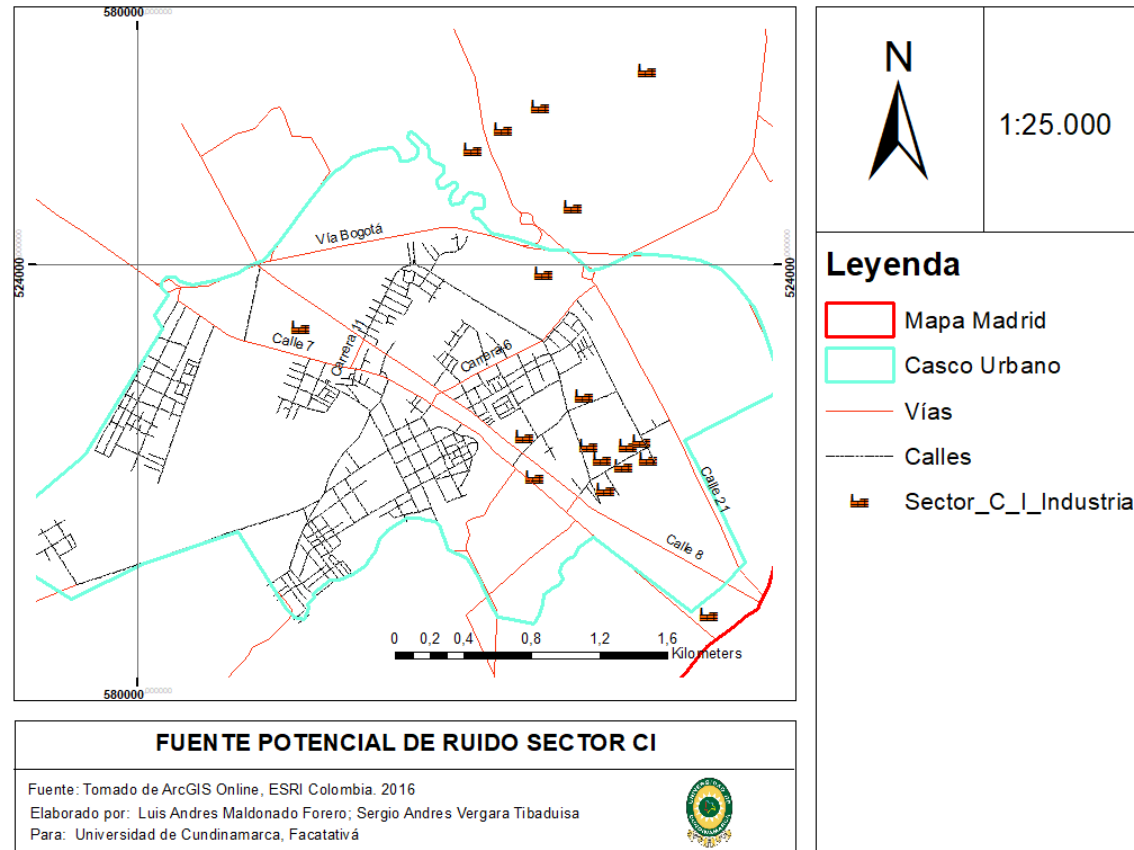 580000
524000
524000
580000
Vía Bogotá
Calle 7
Carrera 11
Carrera 6
Calle 21
Calle 8
0 0,2 0,4 0,8 1,2 1,6
Kilometers
N
1:25.000
Leyenda
Mapa Madrid
Casco Urbano
Vías
Calles
Sector_C_I_Industria
FUENTE POTENCIAL DE RUIDO SECTOR CI
Fuente: Tomado de ArcGIS Online, ESRI Colombia. 2016
Elaborado por: Luis Andres Maldonado Forero; Sergio Andres Vergara Tibaduisa
Para: Universidad de Cundinamarca, Facatativá